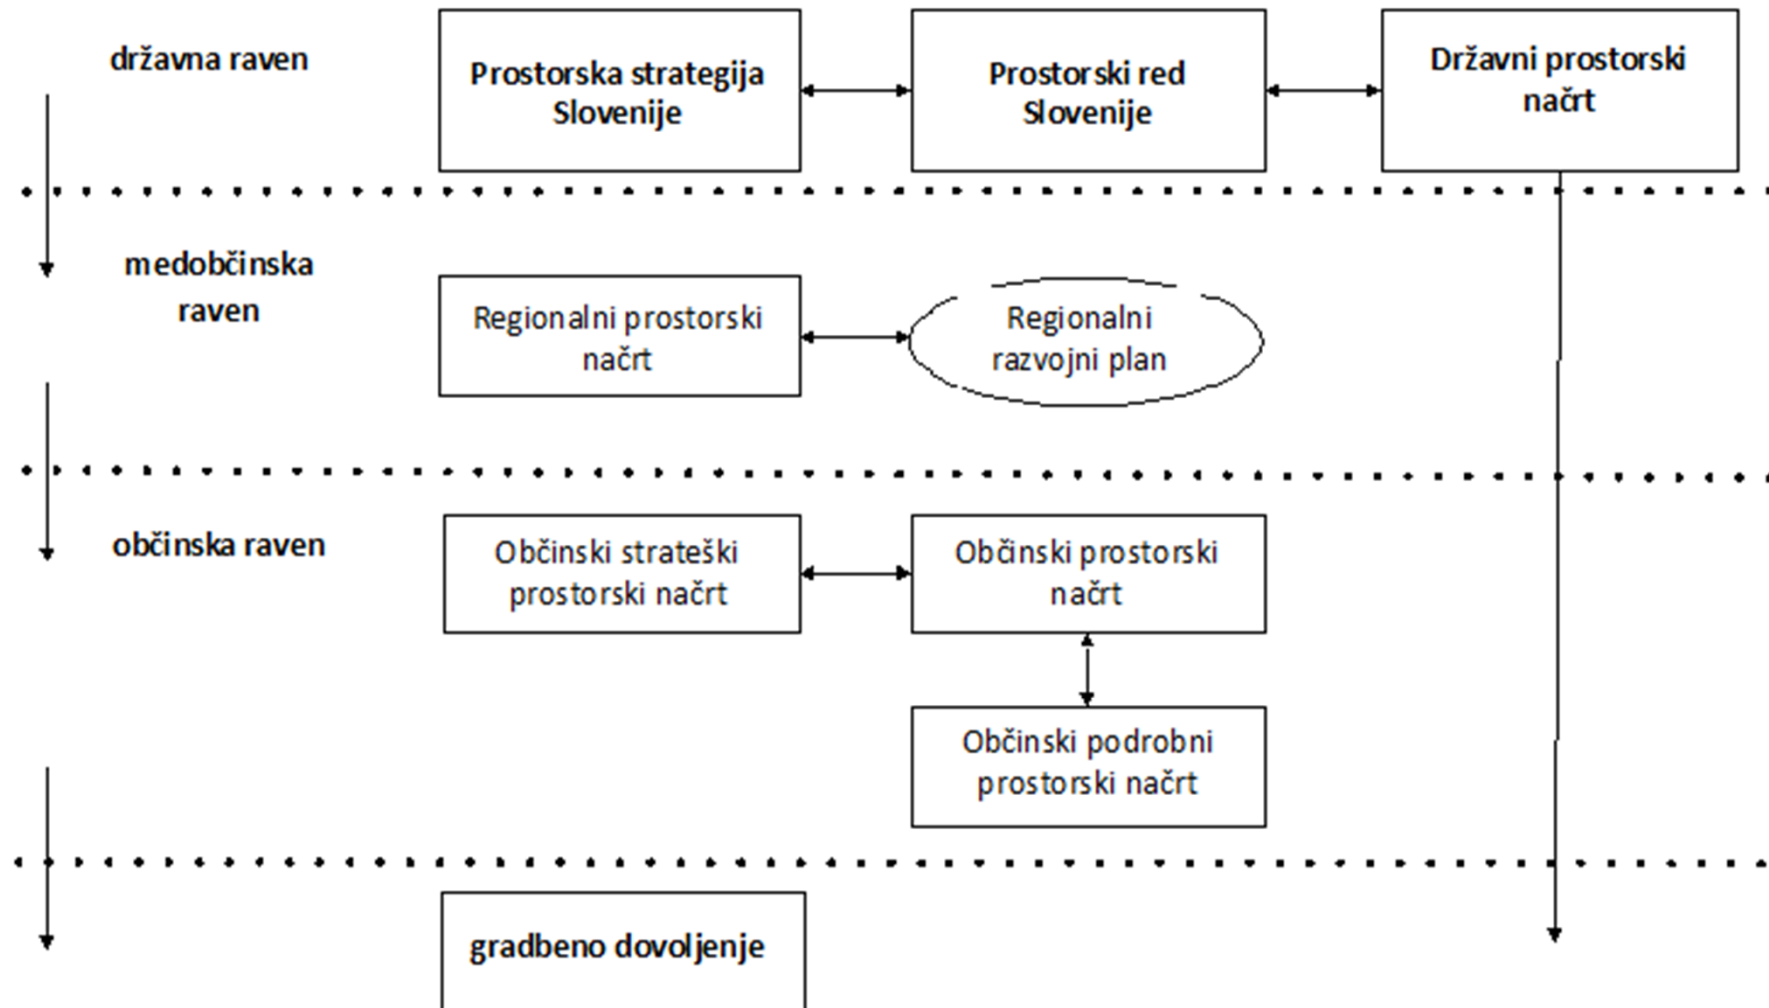 državna raven
Prostorska strategija
Slovenije
Prostorski red
Slovenije
Državni prostorski
načrt
medobčinska
raven
Regionalni prostorski
načrt
Regionalni
razvojni plan
občinska raven
Občinski strateški
prostorski načrt
Občinski prostorski
načrt
Občinski podrobni
prostorski načrt
gradbeno dovoljenje